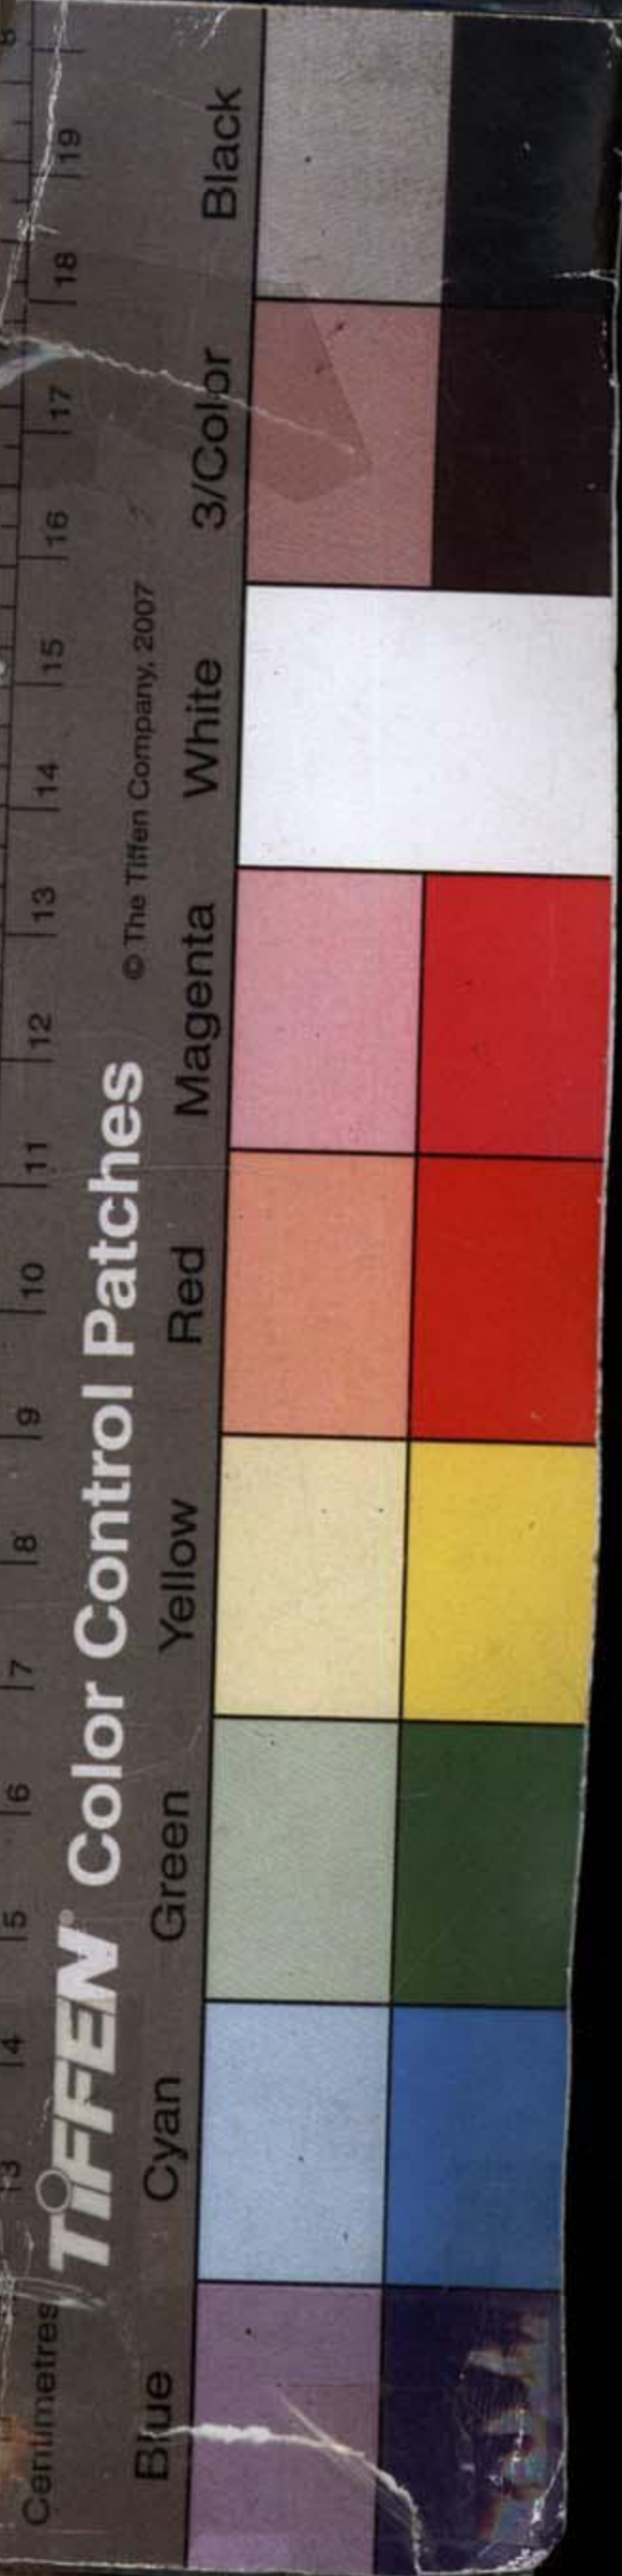 Centimetres 3 4 5 6 7 8 9 10 11 12 13 14 15 16 17 18 19
TIFFEN® Color Control Patches
© The Tiffen Company, 2007
Blue Cyan Green Yellow Red Magenta White 3/Color Black